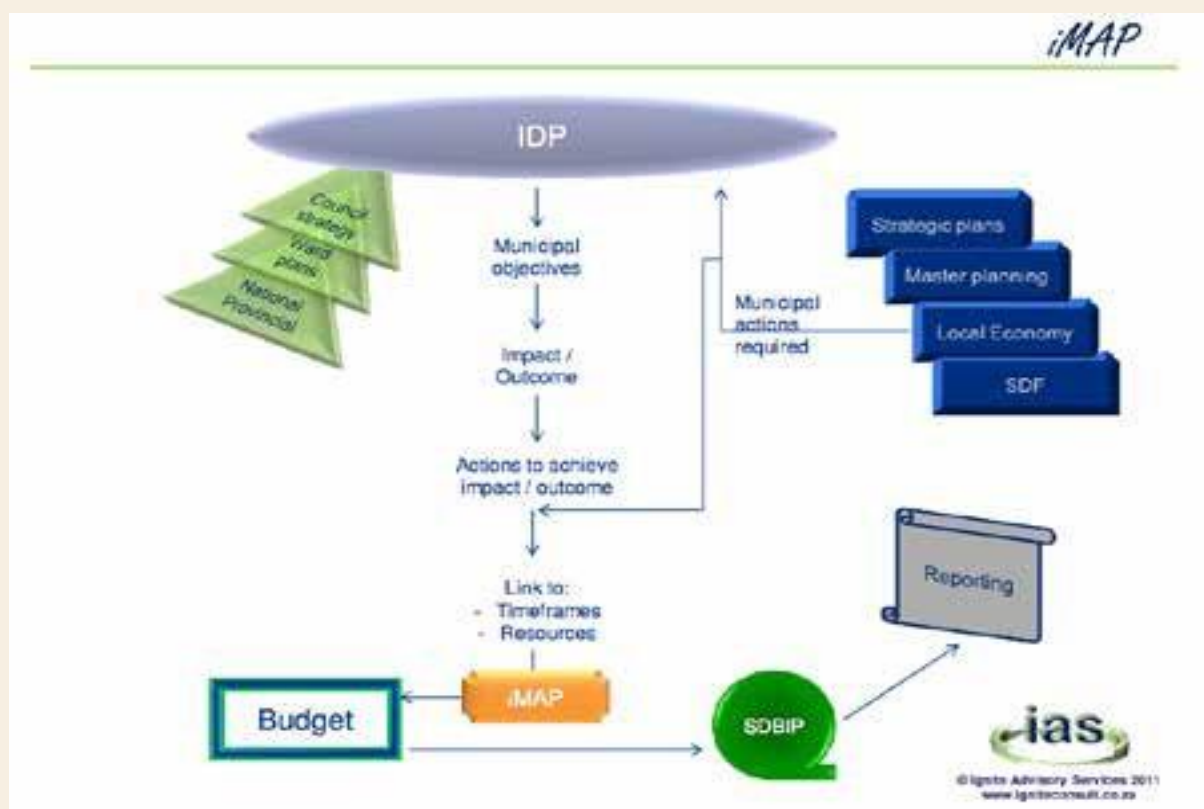 iMAP
IDP
Council
strategy
Ward
plans
National
Provincial
Municipal
objectives
Impact /
Outcome
Actions to achieve
impact / outcome
Link to:
- Timeframes
- Resources
Municipal
actions
required
Strategic plans
Master planning
Local Economy
SDF
Reporting
iMAP
Budget
SDBIP
ias
© Ignite Advisory Services 2011
www.igniteconsult.co.za